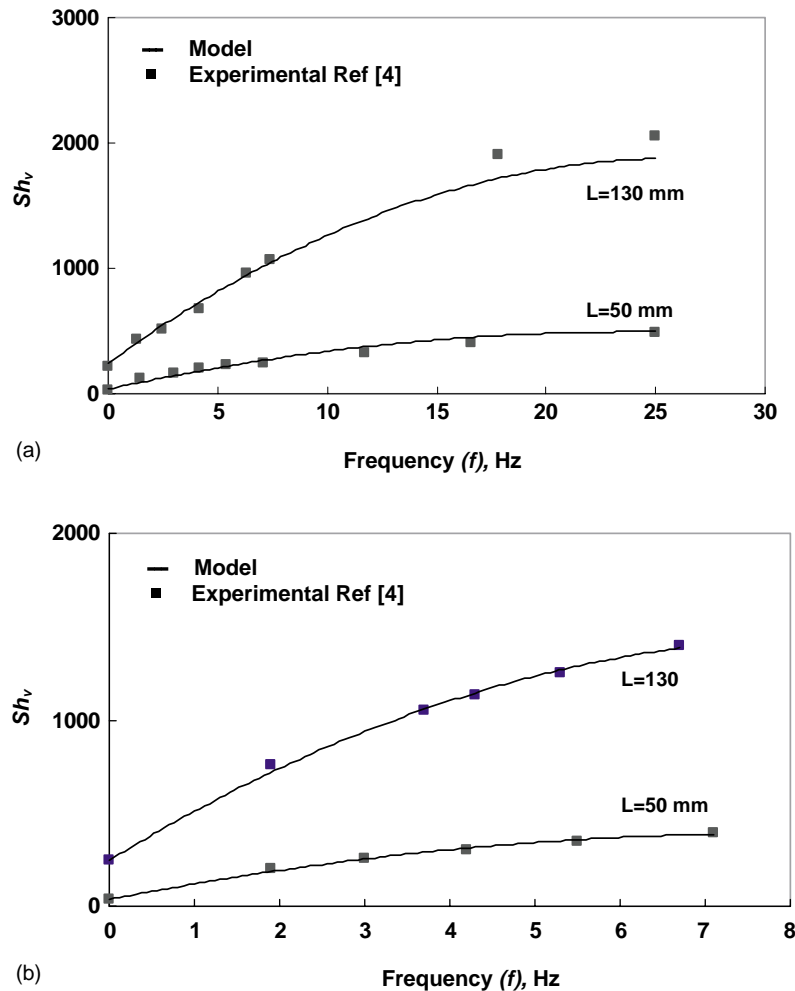 3000
Model
Experimental Ref [4]
2000
Shv
L=130 mm
1000
L=50 mm
0
0 5 10 15 20 25 30
(a)
Frequency (f), Hz
2000
Model
Experimental Ref [4]
Shv
L=130
1000
L=50 mm
0
0 1 2 3 4 5 6 7 8
(b)
Frequency (f), Hz